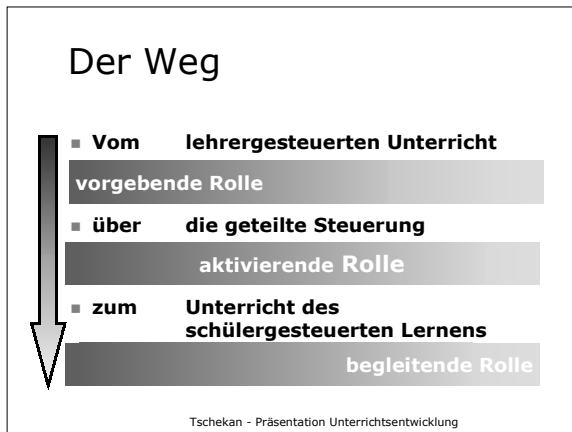 Der Weg
Vom lehrergesteuerten Unterricht
vorgebende Rolle
über die geteilte Steuerung
aktivierende Rolle
zum Unterricht des
schülergesteuerten Lernens
begleitende Rolle
Tschekan - Präsentation Unterrichtsentwicklung